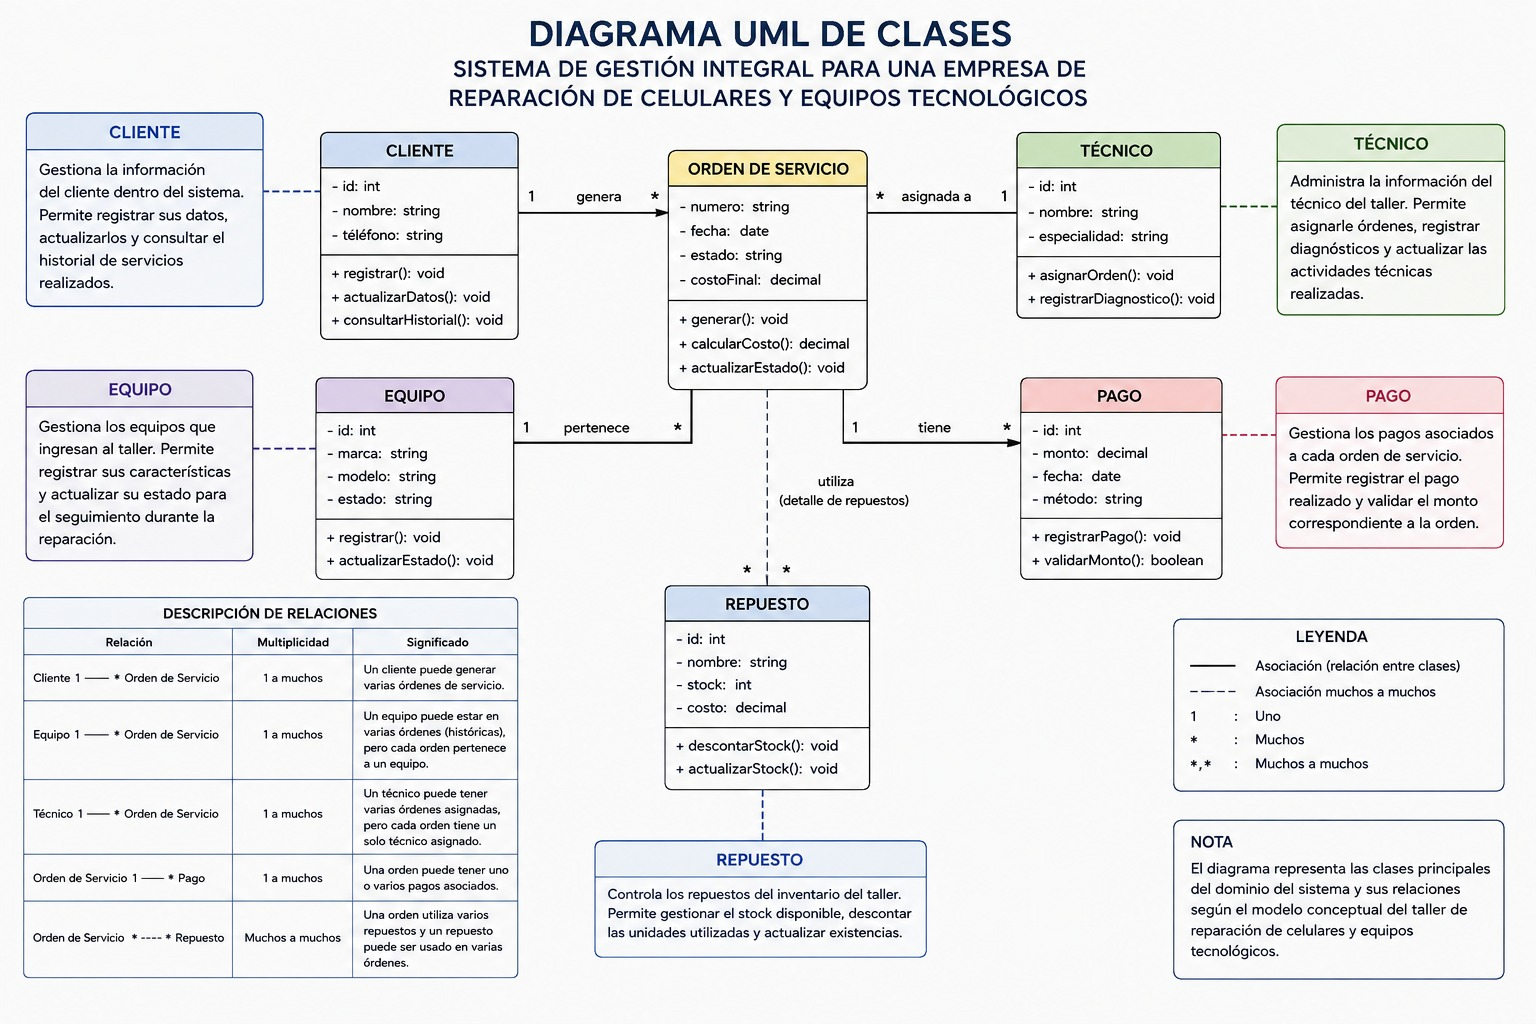 DIAGRAMA UML DE CLASES
SISTEMA DE GESTIÓN INTEGRAL PARA UNA EMPRESA DE
REPARACIÓN DE CELULARES Y EQUIPOS TECNOLÓGICOS
CLIENTE
Gestiona la información
del cliente dentro del sistema.
Permite registrar sus datos,
actualizarlos y consultar el
historial de servicios
realizados.
CLIENTE
- id: int
- nombre: string
- téléfono: string
+ registrar(): void
+ actualizarDatos(): void
+ consultarHistorial(): void
1 genera *
ORDEN DE SERVICIO
- numero: string
- fecha: date
- estado: string
- costoFinal: decimal
+ generar(): void
+ calcularCosto(): decimal
+ actualizarEstado(): void
* asignada a 1
TÉCNICO
- id: int
- nombre: string
- especialidad: string
+ asignarOrden(): void
+ registrarDiagnostico(): void
TÉCNICO
Administra la información del
técnico del taller. Permite
asignarle órdenes, registrar
diagnósticos y actualizar las
actividades técnicas
realizadas.
EQUIPO
Gestiona los equipos que
ingresan al taller. Permite
registrar sus características
y actualizar su estado para
el seguimiento durante la
reparación.
EQUIPO
- id: int
- marca: string
- modelo: string
- estado: string
+ registrar(): void
+ actualizarEstado(): void
1 pertenece *
1 tiene *
utiliza
(detalle de repuestos)
* *
PAGO
- id: int
- monto: decimal
- fecha: date
- método: string
+ registrarPago(): void
+ validarMonto(): boolean
PAGO
Gestiona los pagos asociados
a cada orden de servicio.
Permite registrar el pago
realizado y validar el monto
correspondiente a la orden.
REPUESTO
- id: int
- nombre: string
- stock: int
- costo: decimal
+ descontarStock(): void
+ actualizarStock(): void
REPUESTO
Controla los repuestos del inventario del taller.
Permite gestionar el stock disponible, descontar
las unidades utilizadas y actualizar existencias.
DESCRIPCIÓN DE RELACIONES
Relación Multiplicidad Significado
Cliente 1 —— * Orden de Servicio 1 a muchos
Un cliente puede generar
varias órdenes de servicio.
Equipo 1 —— * Orden de Servicio 1 a muchos
Un equipo puede estar en
varias órdenes (históricas),
pero cada orden pertenece
a un equipo.
Técnico 1 —— * Orden de Servicio 1 a muchos
Un técnico puede tener
varias órdenes asignadas,
pero cada orden tiene un
solo técnico asignado.
Orden de Servicio 1 —— * Pago 1 a muchos
Una orden puede tener uno
o varios pagos asociados.
Orden de Servicio * ---- * Repuesto Muchos a muchos
Una orden utiliza varios
repuestos y un repuesto
puede ser usado en varias
órdenes.
LEYENDA
Asociación (relación entre clases)
Asociación muchos a muchos
1 : Uno
* : Muchos
*,* : Muchos a muchos
NOTA
El diagrama representa las clases principales
del dominio del sistema y sus relaciones
según el modelo conceptual del taller de
reparación de celulares y equipos
tecnológicos.